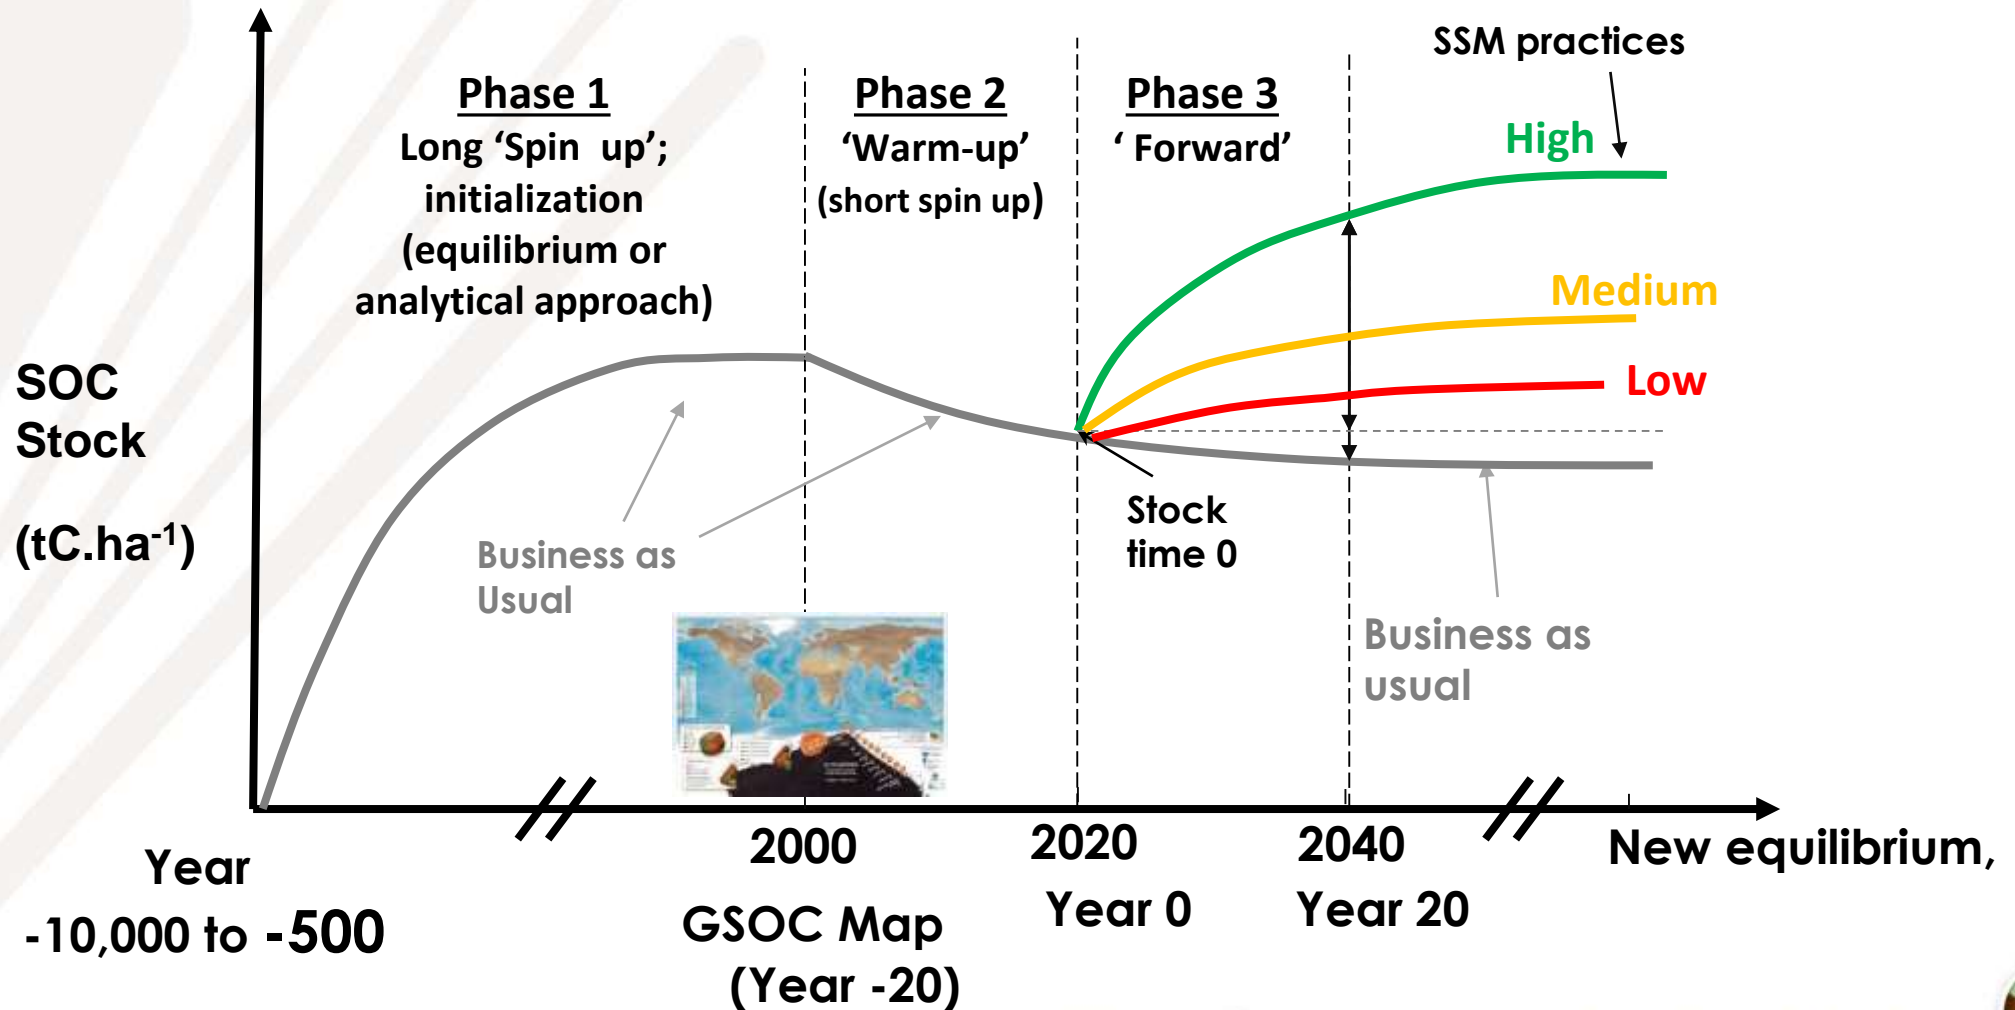 SSM practices
Phase 1
Long ‘Spin up’;
initialization
(equilibrium or
analytical approach)
Phase 2
‘Warm-up’
(short spin up)
Phase 3
‘ Forward’
High
Medium
Low
SOC
Stock
(tC.ha-1)
Business as
Usual
Stock
time 0
Business as
usual
2000
2020
2040
New equilibrium,
Year
-10,000 to -500
GSOC Map
(Year -20)
Year 0
Year 20